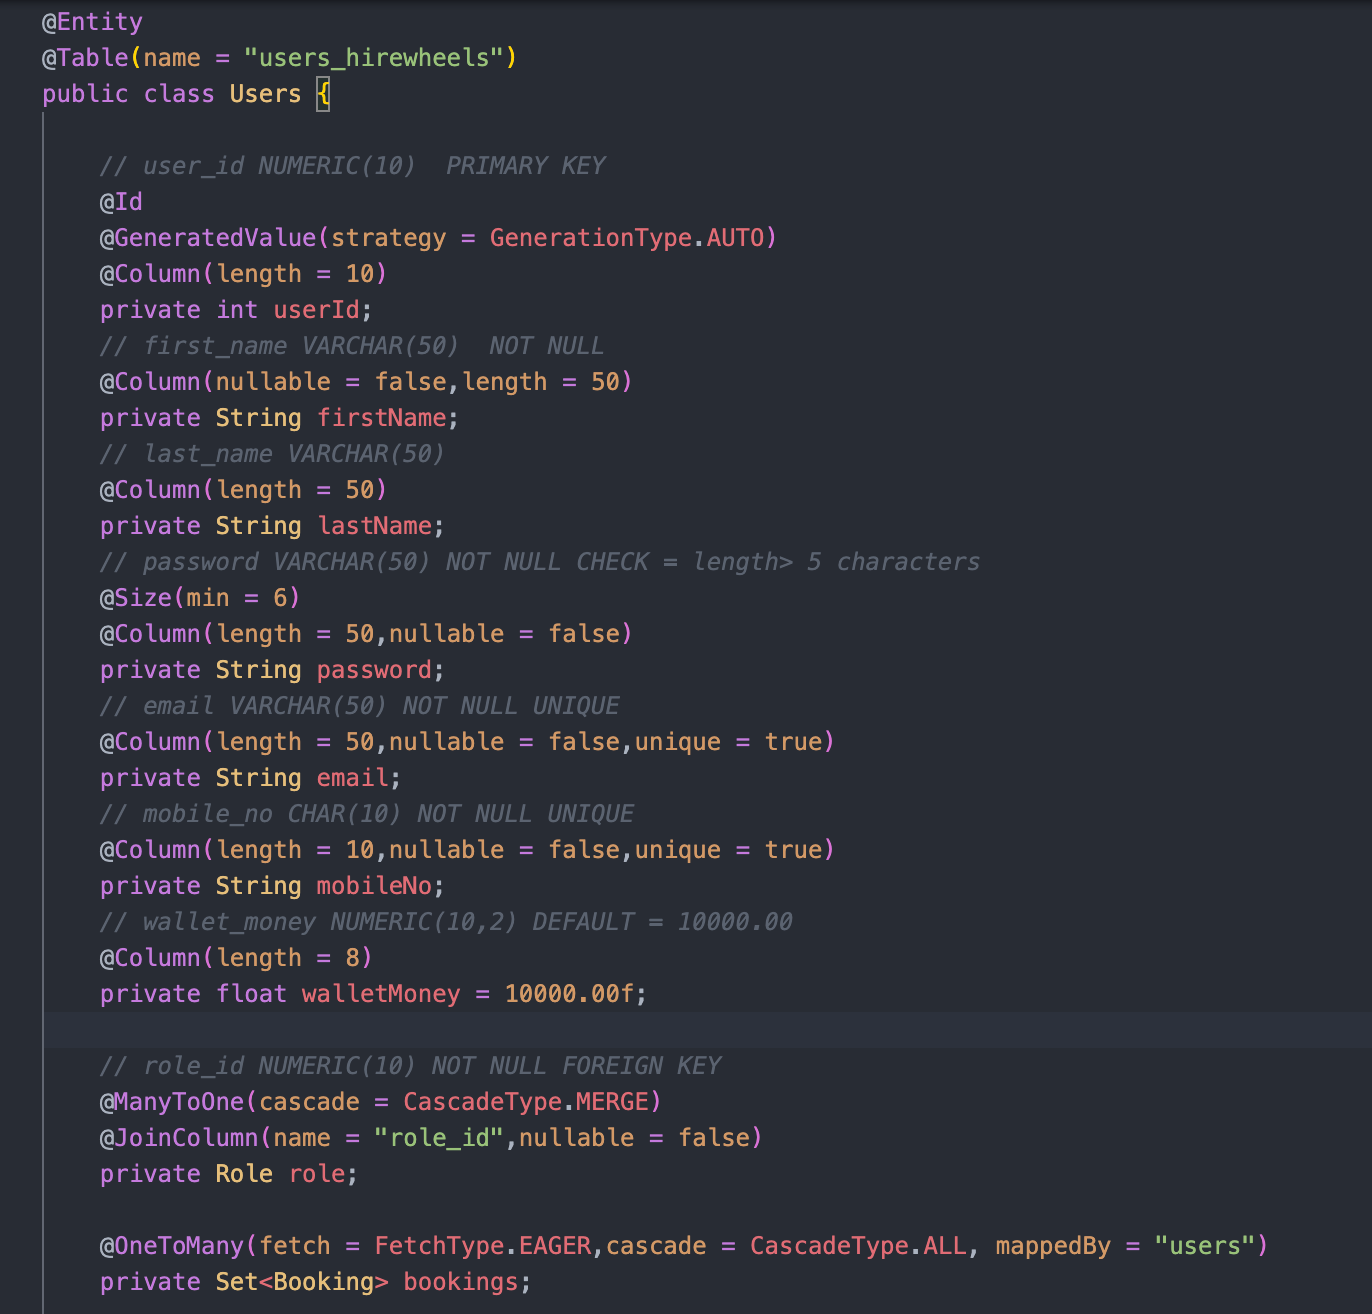 @Entity
@Table(name = "users_hirewheels")
public class Users {
// user_id NUMERIC(10)  PRIMARY KEY
@Id
@GeneratedValue(strategy = GenerationType.AUTO)
@Column(length = 10)
private int userId;
// first_name VARCHAR(50)  NOT NULL
@Column(nullable = false,length = 50)
private String firstName;
// last_name VARCHAR(50)
@Column(length = 50)
private String lastName;
// password VARCHAR(50) NOT NULL CHECK = length> 5 characters
@Size(min = 6)
@Column(length = 50,nullable = false)
private String password;
// email VARCHAR(50) NOT NULL UNIQUE
@Column(length = 50,nullable = false,unique = true)
private String email;
// mobile_no CHAR(10) NOT NULL UNIQUE
@Column(length = 10,nullable = false,unique = true)
private String mobileNo;
// wallet_money NUMERIC(10,2) DEFAULT = 10000.00
@Column(length = 8)
private float walletMoney = 10000.00f;
// role_id NUMERIC(10) NOT NULL FOREIGN KEY
@ManyToOne(cascade = CascadeType.MERGE)
@JoinColumn(name = "role_id",nullable = false)
private Role role;
@OneToMany(fetch = FetchType.EAGER,cascade = CascadeType.ALL, mappedBy = "users")
private Set<Booking> bookings;